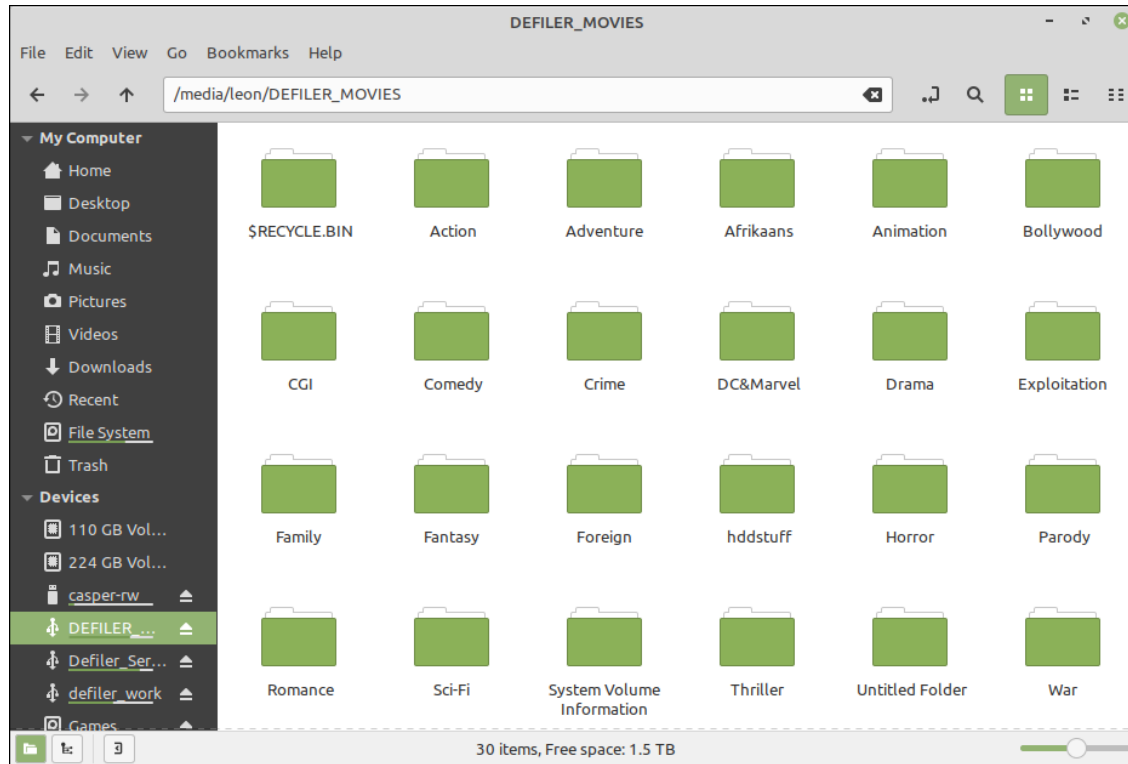 DEFILER_MOVIES
File Edit View Go Bookmarks Help
/media/leon/DEFILER_MOVIES
My Computer
Home
Desktop
Documents
Music
Pictures
Videos
Downloads
Recent
File System
Trash
Devices
110 GB Vol...
224 GB Vol...
casper-rw
DEFILER_...
Defiler_Ser...
defiler_work
Games
$RECYCLE.BIN Action Adventure Afrikaans Animation Bollywood
CGI Comedy Crime DC&Marvel Drama Exploitation
Family Fantasy Foreign hddstuff Horror Parody
Romance Sci-Fi System Volume Thriller Untitled Folder War
Information
30 items, Free space: 1.5 TB